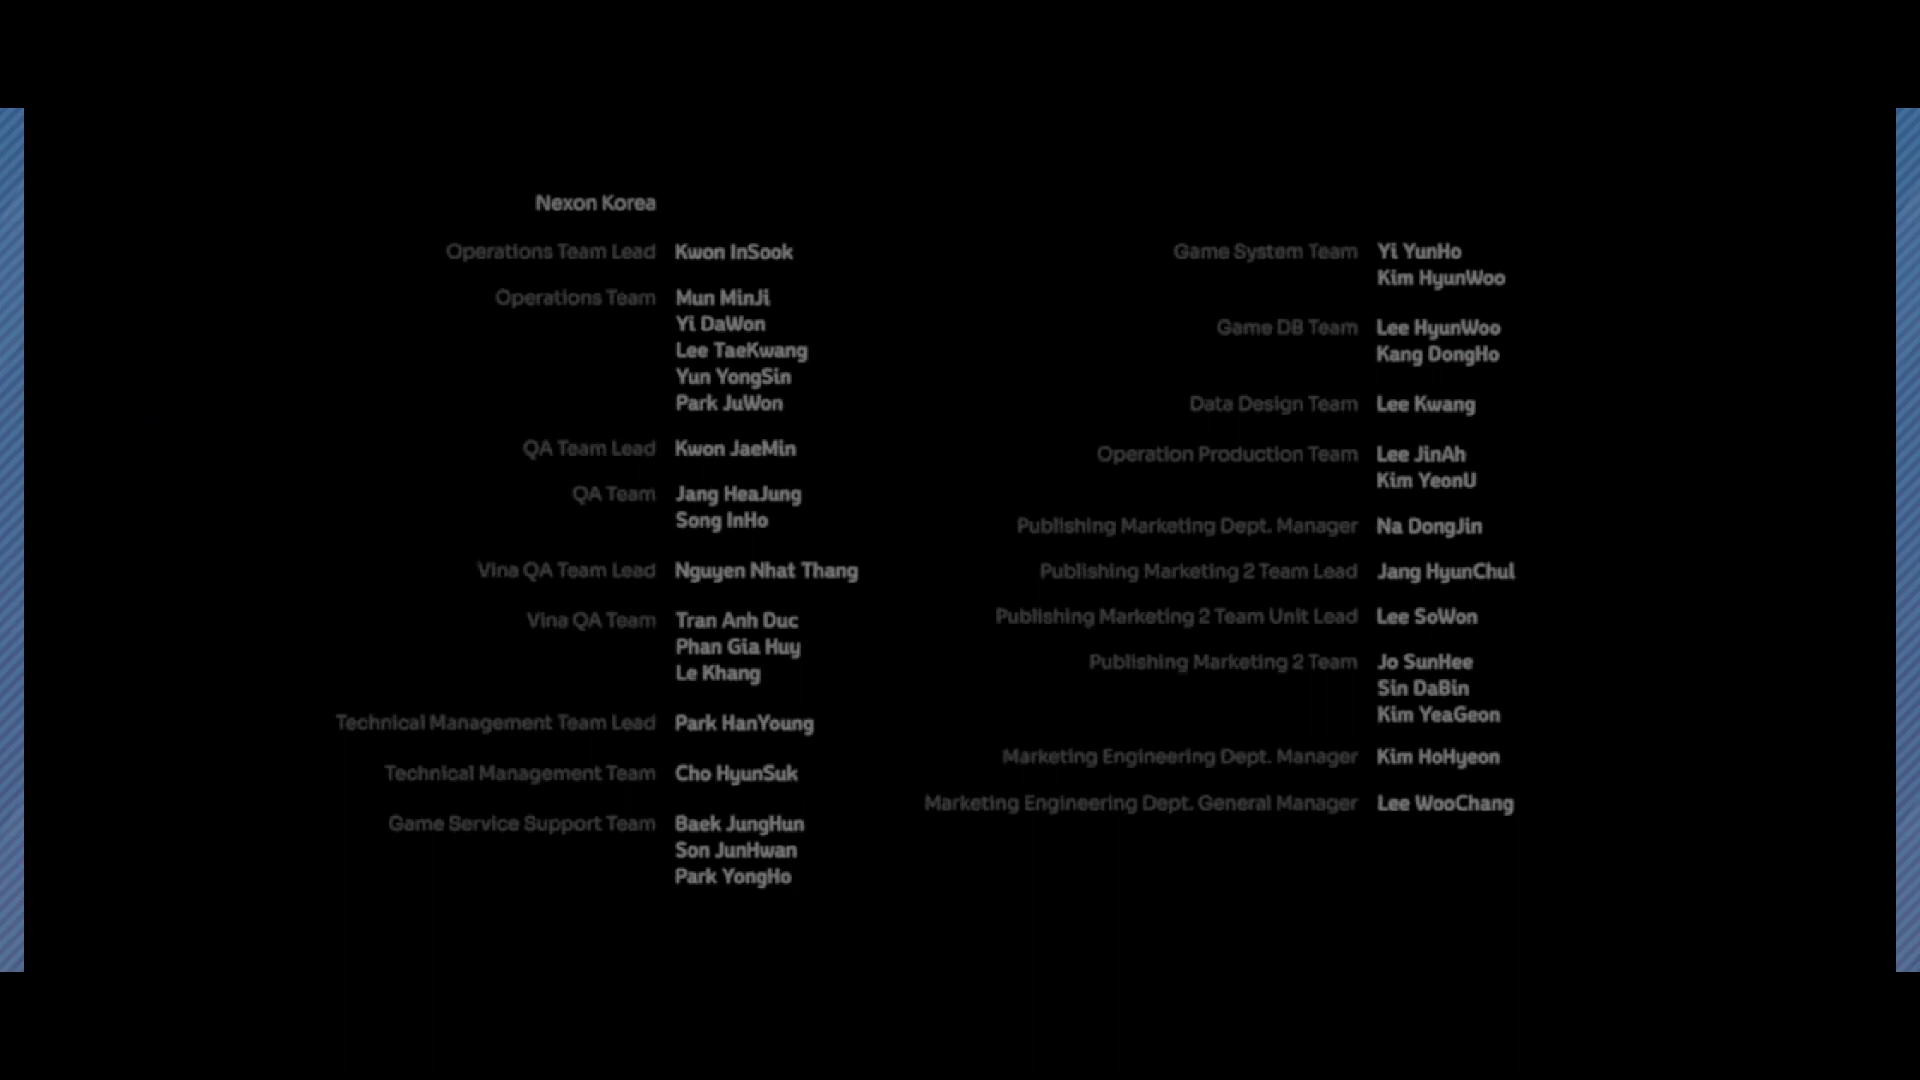 Nexon Korea
Operations Team Lead Kwon InSook
Operations Team Mun MinJi
Yi DaWon
Lee TaeKwang
Yun YongSin
Park JuWon
QA Team Lead Kwon JaeMin
QA Team Jang HeaJung
Song InHo
Vina QA Team Lead Nguyen Nhat Thang
Vina QA Team Tran Anh Duc
Phan Gia Huy
Le Khang
Technical Management Team Lead Park HanYoung
Technical Management Team Cho HyunSuk
Game Service Support Team Baek JungHun
Son JunHwan
Park YongHo
Game System Team Yi YunHo
Kim HyunWoo
Game DB Team Lee HyunWoo
Kang DongHo
Data Design Team Lee Kwang
Operation Production Team Lee JinAh
Kim YeonU
Publishing Marketing Dept. Manager Na DongJin
Publishing Marketing 2 Team Lead Jang HyunChul
Publishing Marketing 2 Team Unit Lead Lee SoWon
Publishing Marketing 2 Team Jo SunHee
Sin DaBin
Kim YeaGeon
Marketing Engineering Dept. Manager Kim HoHyeon
Marketing Engineering Dept. General Manager Lee WooChang